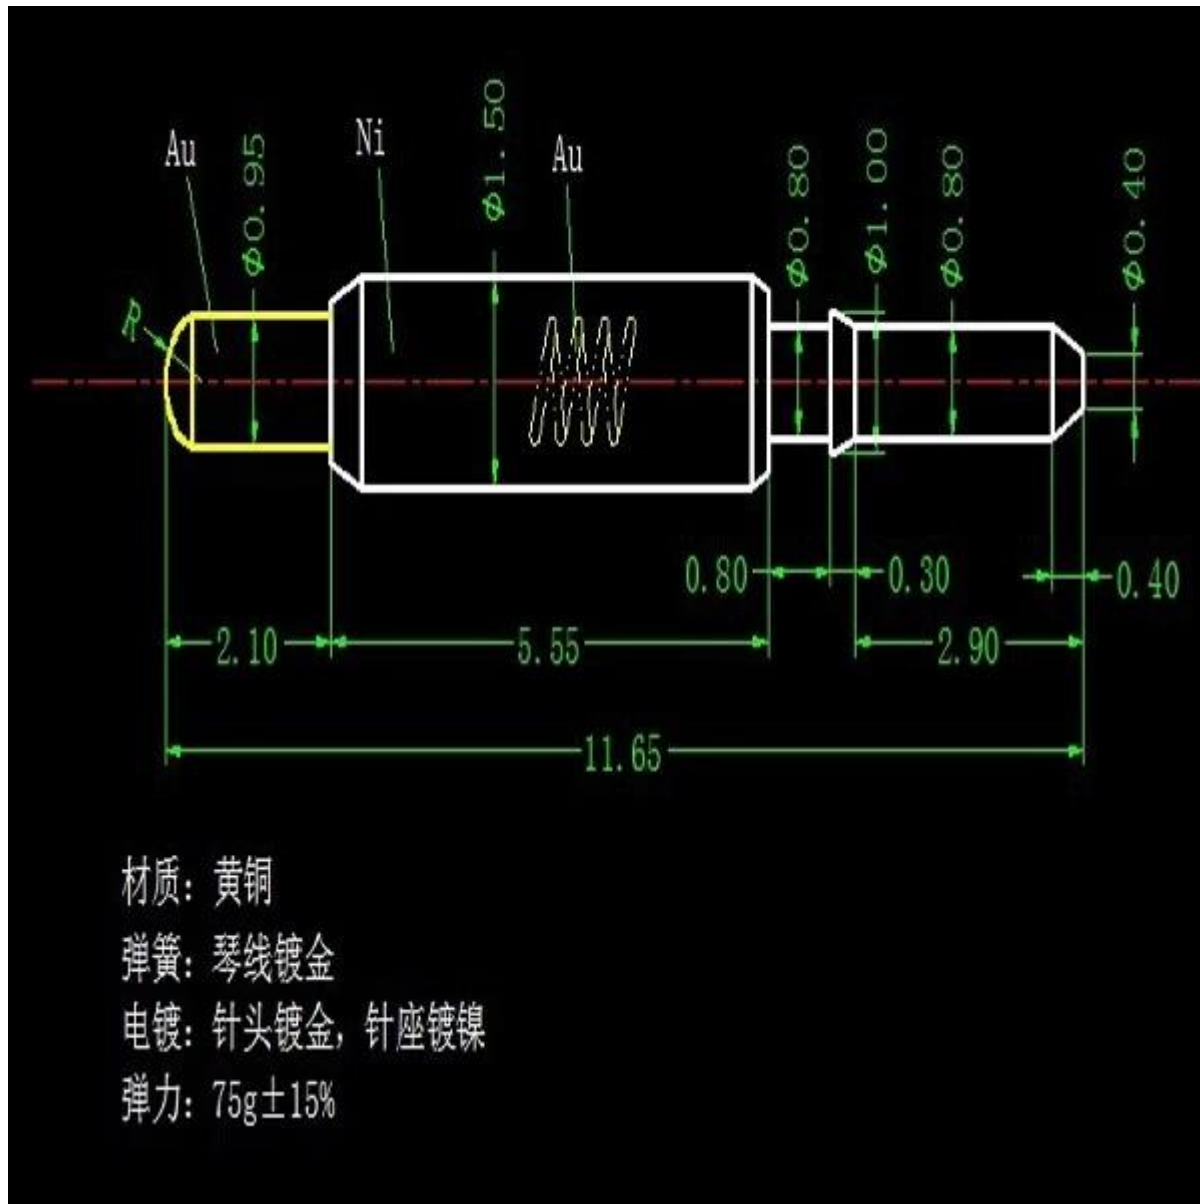 Au
Ni
Au
R
Φ0.95
Φ1.50
Φ0.80
Φ1.00
Φ0.80
Φ0.40
0.80
0.30
0.40
2.10
5.55
2.90
11.65
材质：黄铜
弹簧：琴线镀金
电镀：针头镀金，针座镀镍
弹力：75g±15%